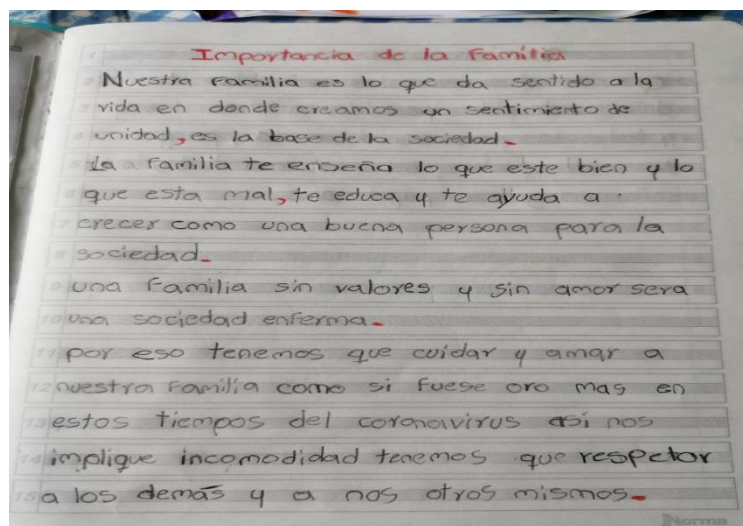 Importancia de la Familia
Nuestra familia es lo que da sentido a la
vida en donde creamos un sentimiento de
unidad, es la base de la sociedad.
La familia te enseña lo que este bien y lo
que esta mal, te educa y te ayuda a
crecer como una buena persona para la
sociedad.
una familia sin valores y sin amor sera
una sociedad enferma.
por eso tenemos que cuidar y amar a
nuestra familia como si fuese oro mas en
estos tiempos del coronavirus asi nos
implique incomodidad tenemos que respetar
a los demás y a nos otros mismos.
Norma